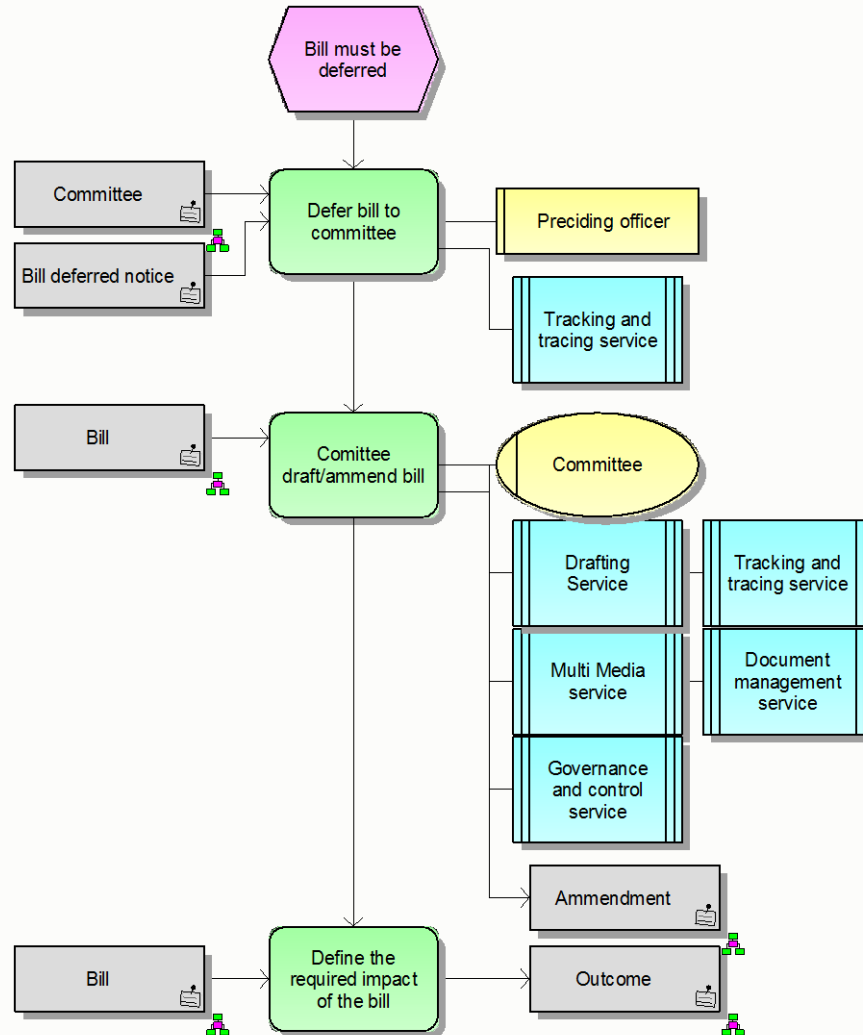 Bill must be
deferred
Committee
Defer bill to
committee
Preciding officer
Bill deferred notice
Tracking and
tracing service
Bill
Comittee
draft/ammend bill
Committee
Drafting
Service
Tracking and
tracing service
Multi Media
service
Document
management
service
Governance
and control
service
Ammendment
Bill
Define the
required impact
of the bill
Outcome